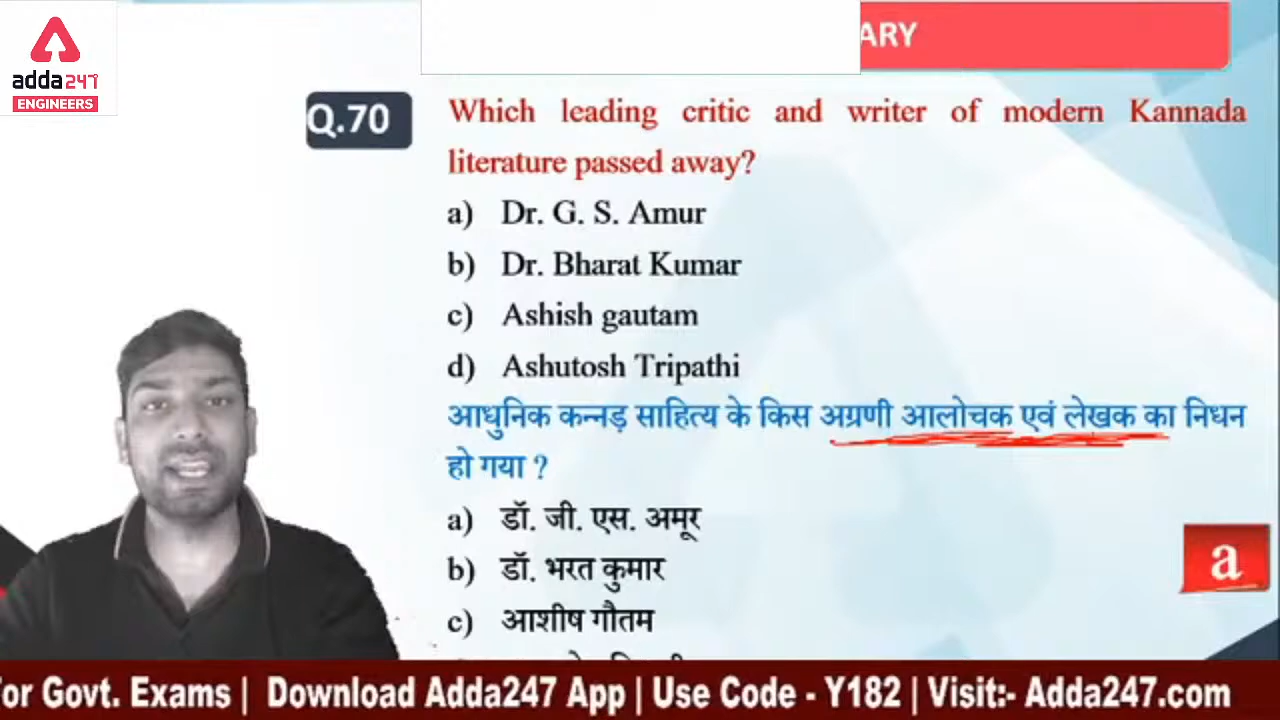 adda247
ENGINEERS
ARY
Q.70
Which leading critic and writer of modern Kannada
literature passed away?
a) Dr. G. S. Amur
b) Dr. Bharat Kumar
c) Ashish gautam
d) Ashutosh Tripathi
आधुनिक कन्नड़ साहित्य के किस अग्रणी आलोचक एवं लेखक का निधन
हो गया ?
a) डॉ. जी. एस. अमूर
b) डॉ. भरत कुमार
c) आशीष गौतम
a
For Govt. Exams | Download Adda247 App | Use Code - Y182 | Visit:- Adda247.com